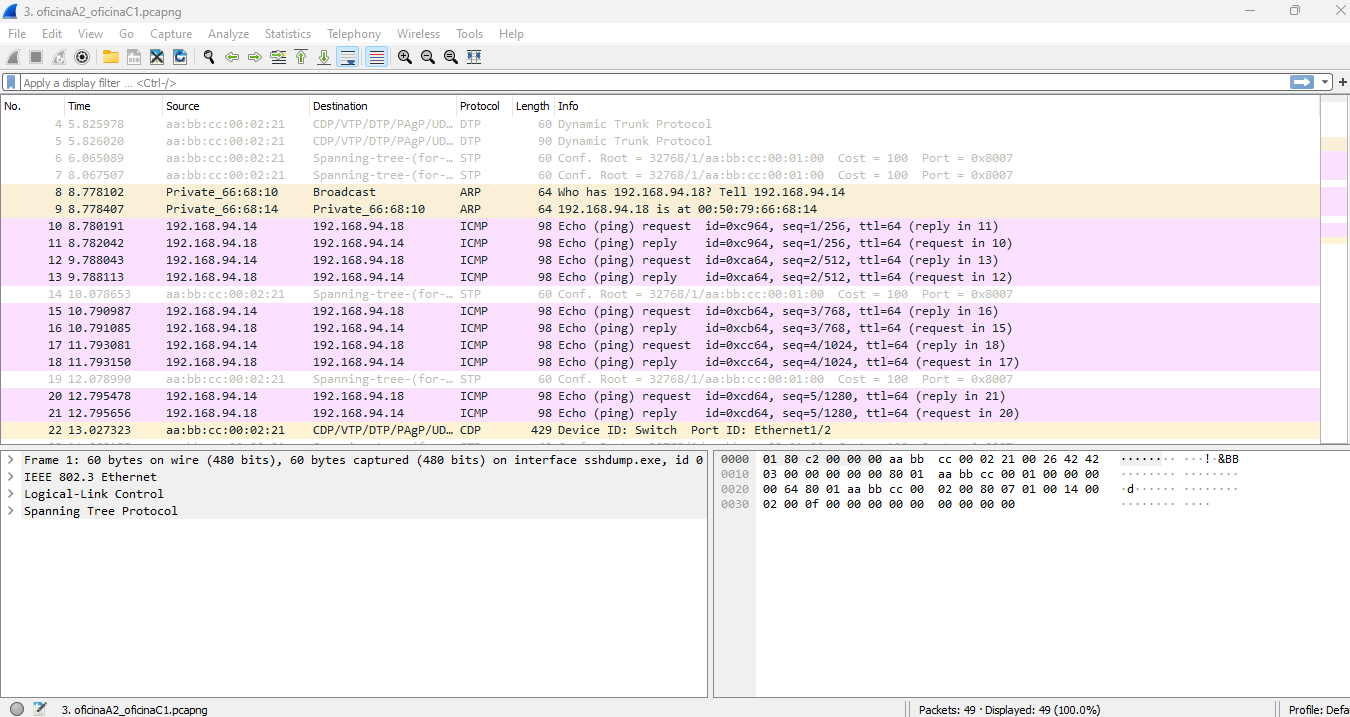 3. oficinaA2_oficinaC1.pcapng
File Edit View Go Capture Analyze Statistics Telephony Wireless Tools Help
Apply a display filter ... <Ctrl-/>
No. Time Source Destination Protocol Length Info
4 5.825978 aa:bb:cc:00:02:21 CDP/VTP/DTP/PAgP/UD… DTP 60 Dynamic Trunk Protocol
5 5.826020 aa:bb:cc:00:02:21 CDP/VTP/DTP/PAgP/UD… DTP 90 Dynamic Trunk Protocol
6 6.065089 aa:bb:cc:00:02:21 Spanning-tree-(for-… STP 60 Conf. Root = 32768/1/aa:bb:cc:00:01:00 Cost = 100 Port = 0x8007
7 8.067507 aa:bb:cc:00:02:21 Spanning-tree-(for-… STP 60 Conf. Root = 32768/1/aa:bb:cc:00:01:00 Cost = 100 Port = 0x8007
8 8.778102 Private_66:68:10 Broadcast ARP 64 Who has 192.168.94.18? Tell 192.168.94.14
9 8.778407 Private_66:68:14 Private_66:68:10 ARP 64 192.168.94.18 is at 00:50:79:66:68:14
10 8.780191 192.168.94.14 192.168.94.18 ICMP 98 Echo (ping) request id=0xc964, seq=1/256, ttl=64 (reply in 11)
11 8.782042 192.168.94.18 192.168.94.14 ICMP 98 Echo (ping) reply id=0xc964, seq=1/256, ttl=64 (request in 10)
12 9.788043 192.168.94.14 192.168.94.18 ICMP 98 Echo (ping) request id=0xca64, seq=2/512, ttl=64 (reply in 13)
13 9.788113 192.168.94.18 192.168.94.14 ICMP 98 Echo (ping) reply id=0xca64, seq=2/512, ttl=64 (request in 12)
14 10.078653 aa:bb:cc:00:02:21 Spanning-tree-(for-… STP 60 Conf. Root = 32768/1/aa:bb:cc:00:01:00 Cost = 100 Port = 0x8007
15 10.790987 192.168.94.14 192.168.94.18 ICMP 98 Echo (ping) request id=0xcb64, seq=3/768, ttl=64 (reply in 16)
16 10.791085 192.168.94.18 192.168.94.14 ICMP 98 Echo (ping) reply id=0xcb64, seq=3/768, ttl=64 (request in 15)
17 11.793081 192.168.94.14 192.168.94.18 ICMP 98 Echo (ping) request id=0xcc64, seq=4/1024, ttl=64 (reply in 18)
18 11.793150 192.168.94.18 192.168.94.14 ICMP 98 Echo (ping) reply id=0xcc64, seq=4/1024, ttl=64 (request in 17)
19 12.078990 aa:bb:cc:00:02:21 Spanning-tree-(for-… STP 60 Conf. Root = 32768/1/aa:bb:cc:00:01:00 Cost = 100 Port = 0x8007
20 12.795478 192.168.94.14 192.168.94.18 ICMP 98 Echo (ping) request id=0xcd64, seq=5/1280, ttl=64 (reply in 21)
21 12.795656 192.168.94.18 192.168.94.14 ICMP 98 Echo (ping) reply id=0xcd64, seq=5/1280, ttl=64 (request in 20)
22 13.027323 aa:bb:cc:00:02:21 CDP/VTP/DTP/PAgP/UD… CDP 429 Device ID: Switch Port ID: Ethernet1/2
Frame 1: 60 bytes on wire (480 bits), 60 bytes captured (480 bits) on interface sshdump.exe, id 0
IEEE 802.3 Ethernet
Logical-Link Control
Spanning Tree Protocol
0000 01 80 c2 00 00 00 aa bb cc 00 02 21 00 26 42 42 ········ ···!·&BB
0010 03 00 00 00 00 00 80 01 aa bb cc 00 01 00 00 00 ········ ········
0020 00 64 80 01 aa bb cc 00 02 00 80 07 01 00 14 00 ·d······ ········
0030 02 00 0f 00 00 00 00 00 00 00 00 00 ········ ····
3. oficinaA2_oficinaC1.pcapng
Packets: 49 · Displayed: 49 (100.0%)
Profile: Defa